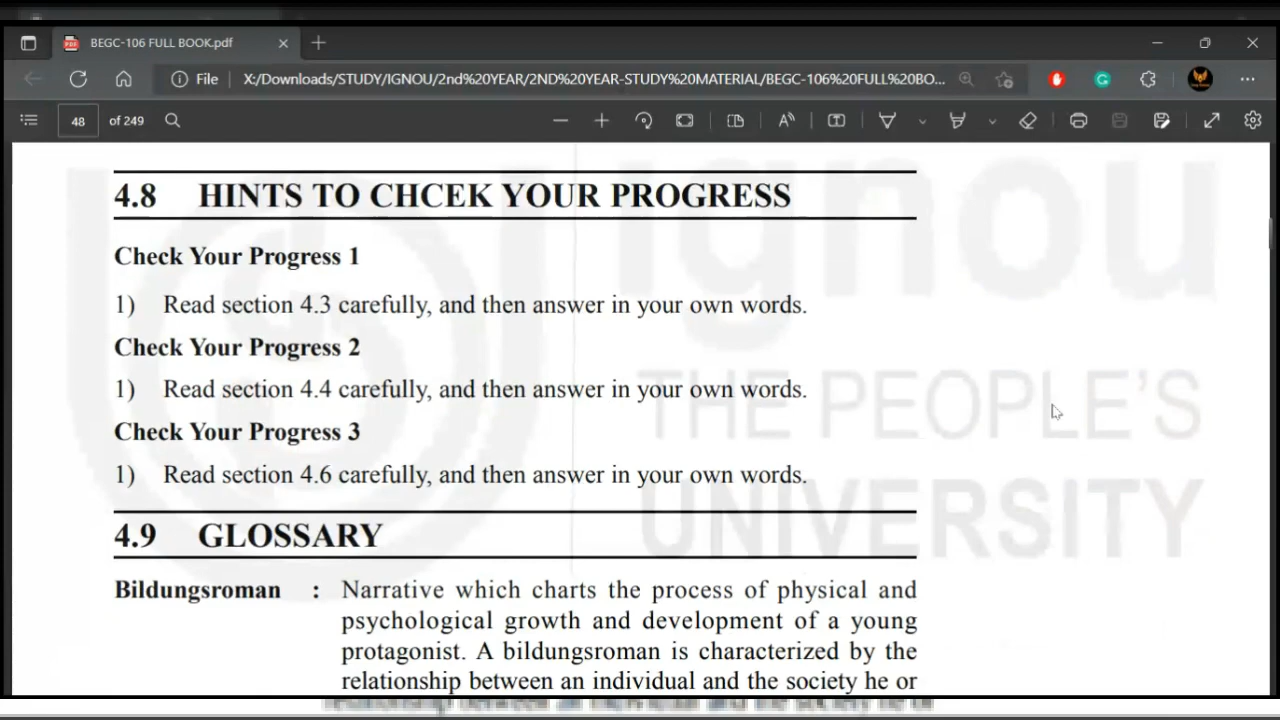 BEGC-106 FULL BOOK.pdf
File X:/Downloads/STUDY/IGNOU/2nd%20YEAR/2ND%20YEAR-STUDY%20MATERIAL/BEGC-106%20FULL%20BO...
48 of 249
ignou
THE PEOPLE'S
UNIVERSITY
4.8 HINTS TO CHCEK YOUR PROGRESS
Check Your Progress 1
1) Read section 4.3 carefully, and then answer in your own words.
Check Your Progress 2
1) Read section 4.4 carefully, and then answer in your own words.
Check Your Progress 3
1) Read section 4.6 carefully, and then answer in your own words.
4.9 GLOSSARY
Bildungsroman : Narrative which charts the process of physical and
psychological growth and development of a young
protagonist. A bildungsroman is characterized by the
relationship between an individual and the society he or